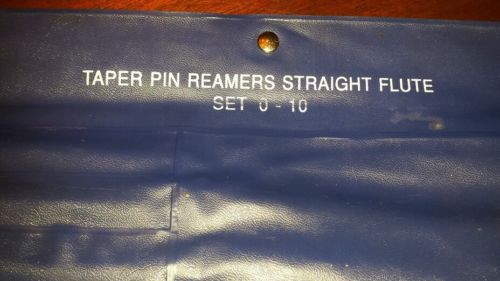 TAPER PIN REAMERS STRAIGHT FLUTE
SET 0 - 10